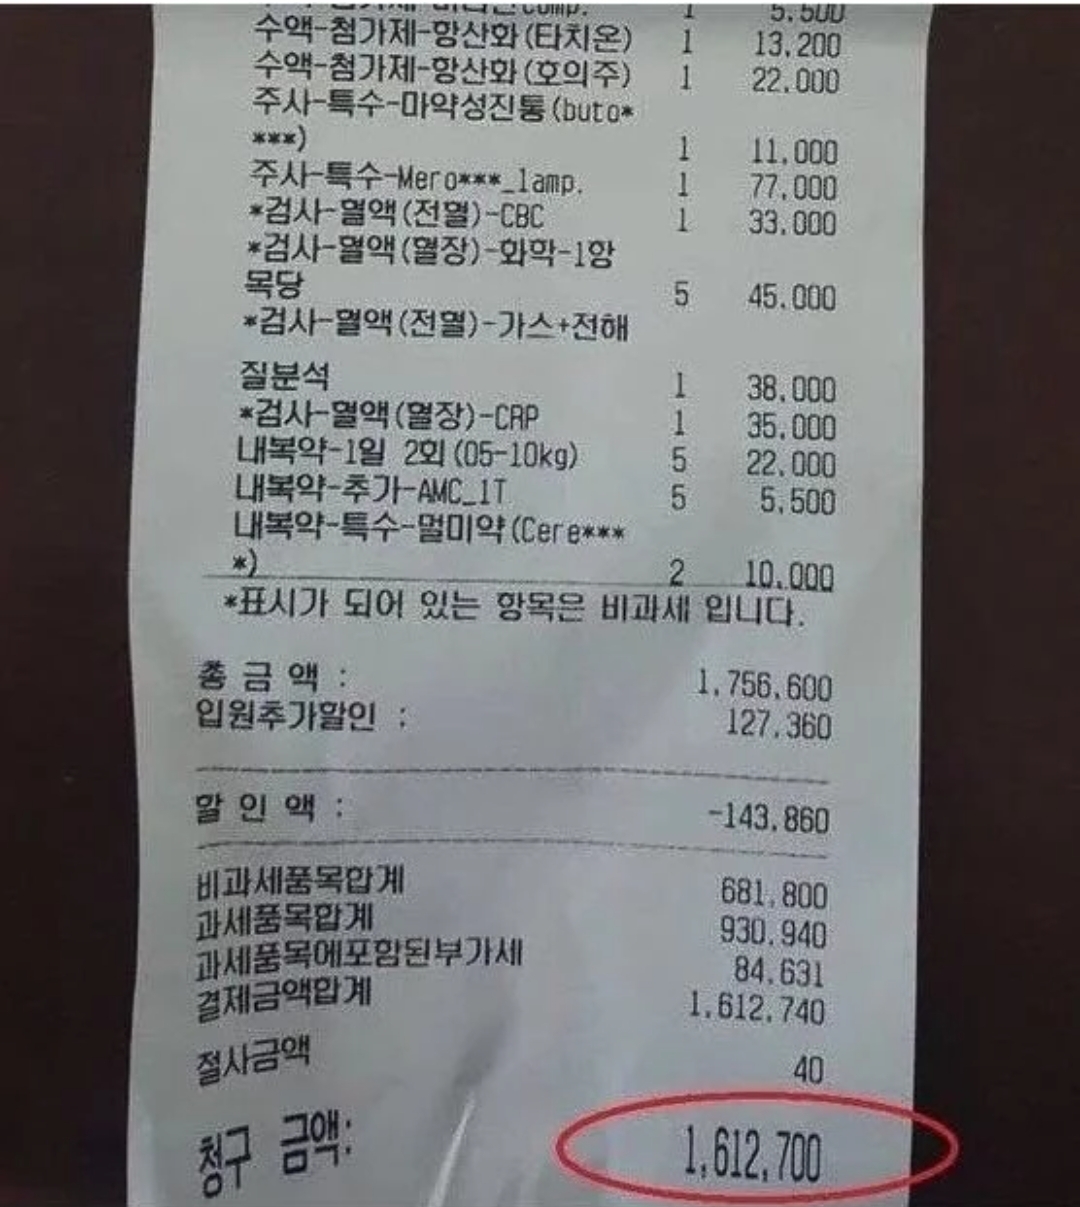 1 5,500
수액-첨가제-항산화(타치온) 1 13,200
수액-첨가제-항산화(호의주) 1 22,000
주사-특수-마약성진통(buto*
***) 1 11,000
주사-특수-Mero***_1amp. 1 77,000
*검사-혈액(전혈)-CBC 1 33,000
*검사-혈액(혈장)-화학-1항
목당 5 45,000
*검사-혈액(전혈)-가스+전해
질분석 1 38,000
*검사-혈액(혈장)-CRP 1 35,000
내복약-1일 2회(05-10kg) 5 22,000
내복약-추가-AMC_1T 5 5,500
내복약-특수-멀미약(Cere***
*) 2 10,000
*표시가 되어 있는 항목은 비과세 입니다.
총 금 액 : 1,756,600
입원추가할인 : 127,360
할 인 액 : -143,860
비과세품목합계 681,800
과세품목합계 930,940
과세품목에포함된부가세 84,631
결제금액합계 1,612,740
절사금액 40
청구 금액: 1,612,700